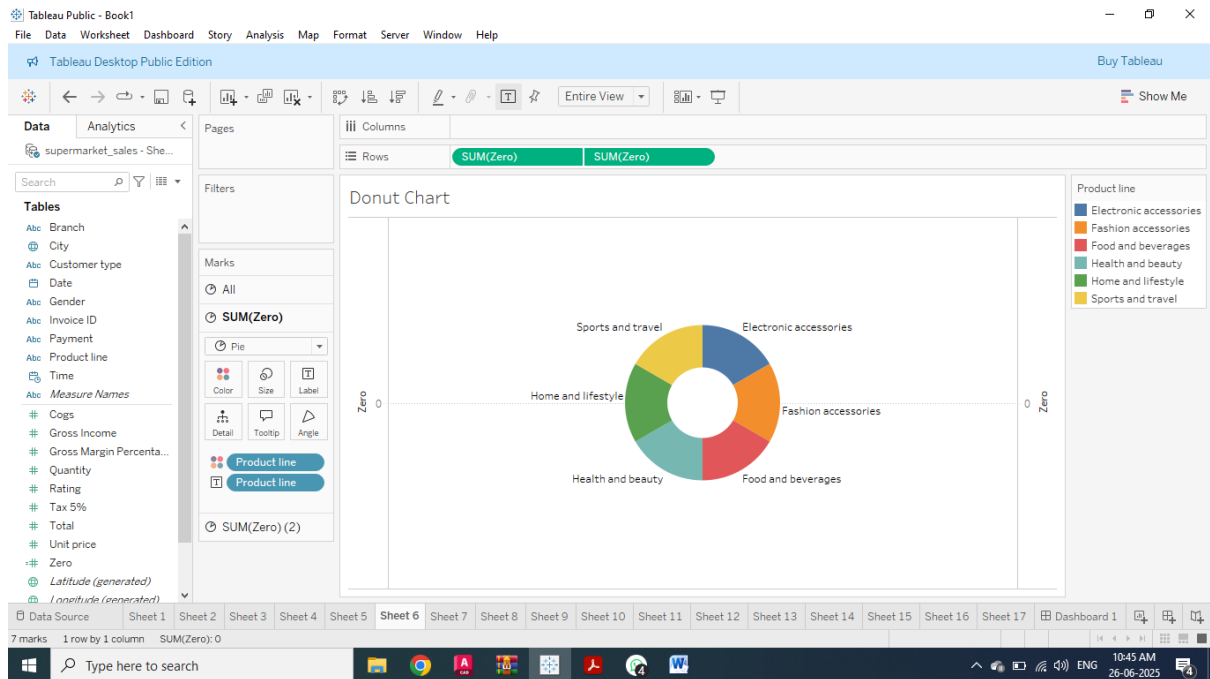 Tableau Public - Book1
File Data Worksheet Dashboard Story Analysis Map Format Server Window Help
Tableau Desktop Public Edition
Buy Tableau
Entire View
Show Me
Data Analytics
supermarket_sales - She...
Search
Tables
Abc Branch
City
Abc Customer type
Date
Abc Gender
Abc Invoice ID
Abc Payment
Abc Product line
Time
Abc Measure Names
# Cogs
# Gross Income
# Gross Margin Percenta...
# Quantity
# Rating
# Tax 5%
# Total
# Unit price
=# Zero
Latitude (generated)
Longitude (generated)
Pages
Filters
Marks
All
SUM(Zero)
Pie
Color Size Label
Detail Tooltip Angle
Product line
Product line
SUM(Zero) (2)
Columns
Rows SUM(Zero) SUM(Zero)
Donut Chart
Sports and travel
Electronic accessories
Home and lifestyle
Fashion accessories
Health and beauty
Food and beverages
Zero
0
0
Zero
Product line
Electronic accessories
Fashion accessories
Food and beverages
Health and beauty
Home and lifestyle
Sports and travel
Data Source Sheet 1 Sheet 2 Sheet 3 Sheet 4 Sheet 5 Sheet 6 Sheet 7 Sheet 8 Sheet 9 Sheet 10 Sheet 11 Sheet 12 Sheet 13 Sheet 14 Sheet 15 Sheet 16 Sheet 17 Dashboard 1
7 marks 1 row by 1 column SUM(Zero): 0
Type here to search
ENG
10:45 AM
26-06-2025